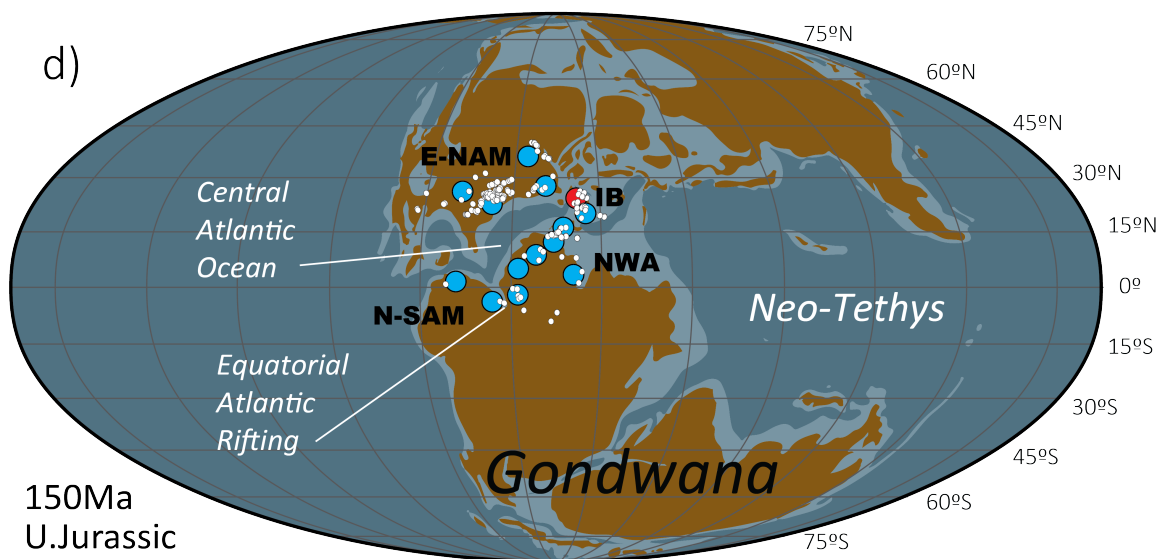 d)
75ºN
60ºN
45ºN
30ºN
15ºN
0º
15ºS
30ºS
45ºS
60ºS
75ºS
E-NAM
IB
NWA
N-SAM
Central
Atlantic
Ocean
Neo-Tethys
Equatorial
Atlantic
Rifting
Gondwana
150Ma
U.Jurassic